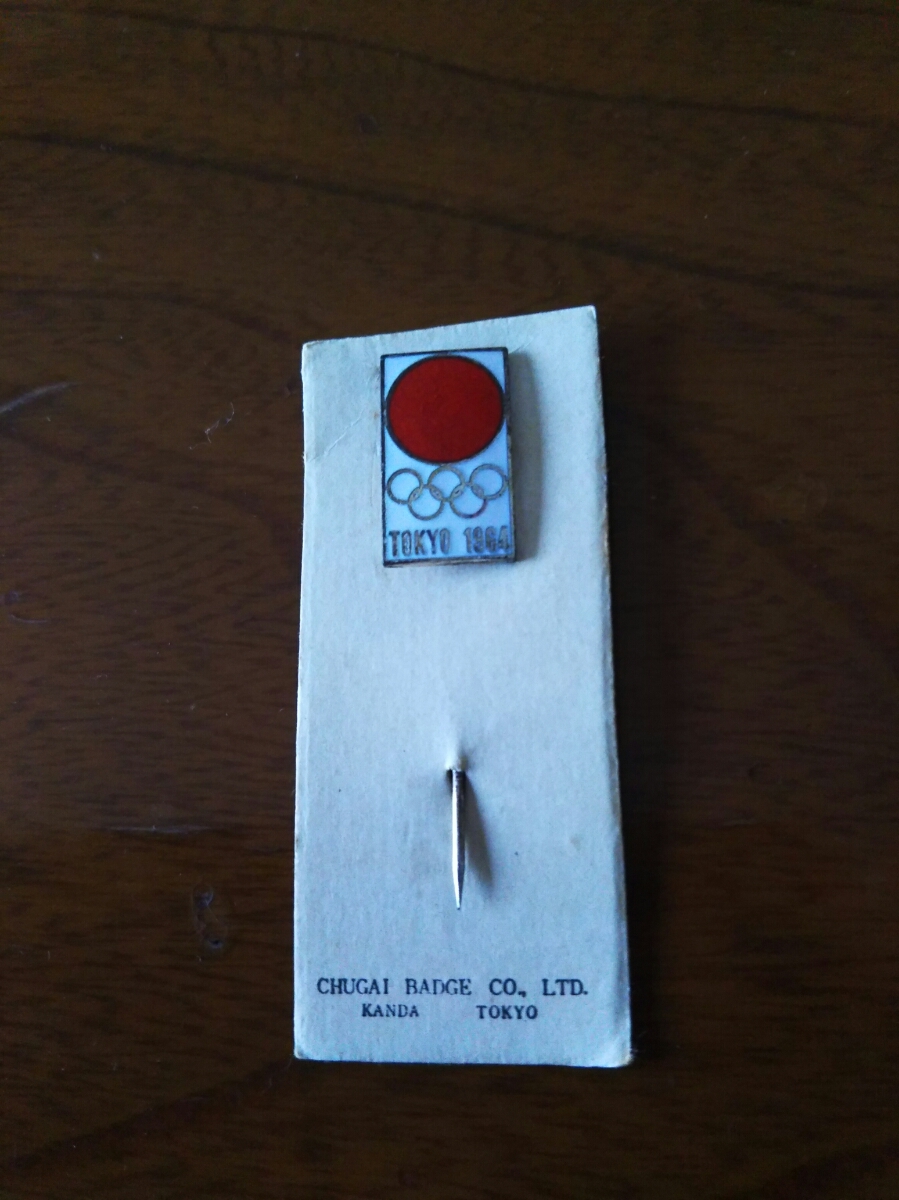 TOKYO 1964
CHUGAI BADGE CO., LTD.
KANDA TOKYO